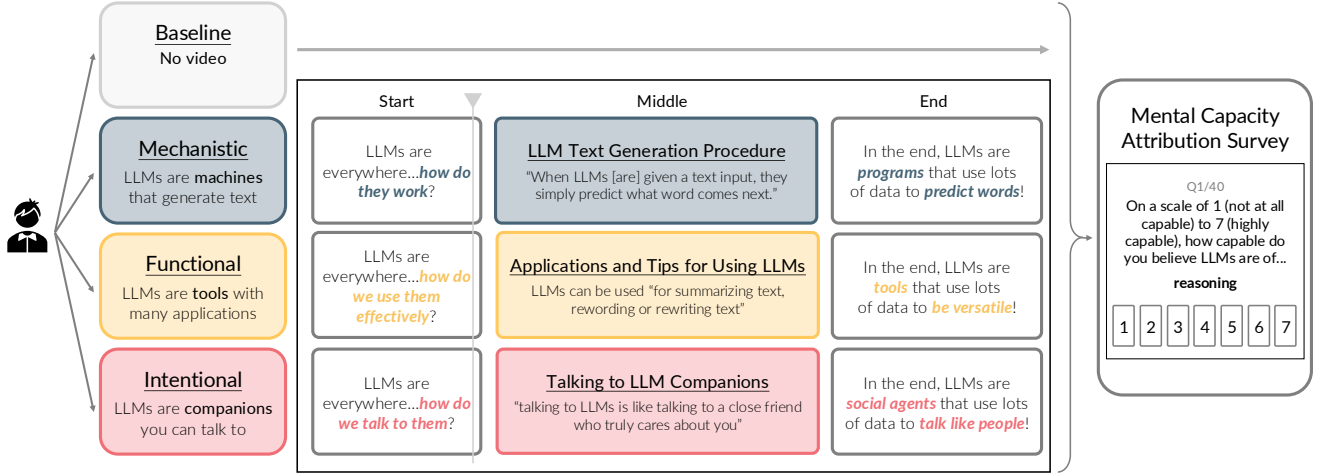 Baseline
No video
Mechanistic
LLMs are machines
that generate text
Functional
LLMs are tools with
many applications
Intentional
LLMs are companions
you can talk to
Start
Middle
End
LLMs are
everywhere...how do
they work?
LLM Text Generation Procedure
“When LLMs [are] given a text input, they
simply predict what word comes next.”
In the end, LLMs are
programs that use lots
of data to predict words!
LLMs are
everywhere...how do
we use them
effectively?
Applications and Tips for Using LLMs
LLMs can be used “for summarizing text,
rewording or rewriting text”
In the end, LLMs are
tools that use lots
of data to be versatile!
LLMs are
everywhere...how do
we talk to them?
Talking to LLM Companions
“talking to LLMs is like talking to a close friend
who truly cares about you”
In the end, LLMs are
social agents that use lots
of data to talk like people!
Mental Capacity
Attribution Survey
Q1/40
On a scale of 1 (not at all
capable) to 7 (highly
capable), how capable do
you believe LLMs are of...
reasoning
1 2 3 4 5 6 7